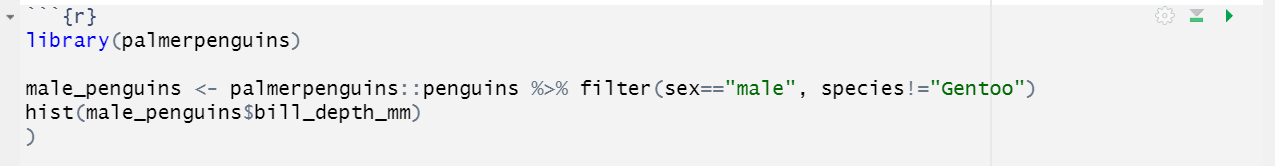 ```{r}
library(palmerpenguins)
male_penguins <- palmerpenguins::penguins %>% filter(sex=="male", species!="Gentoo")
hist(male_penguins$bill_depth_mm)
)